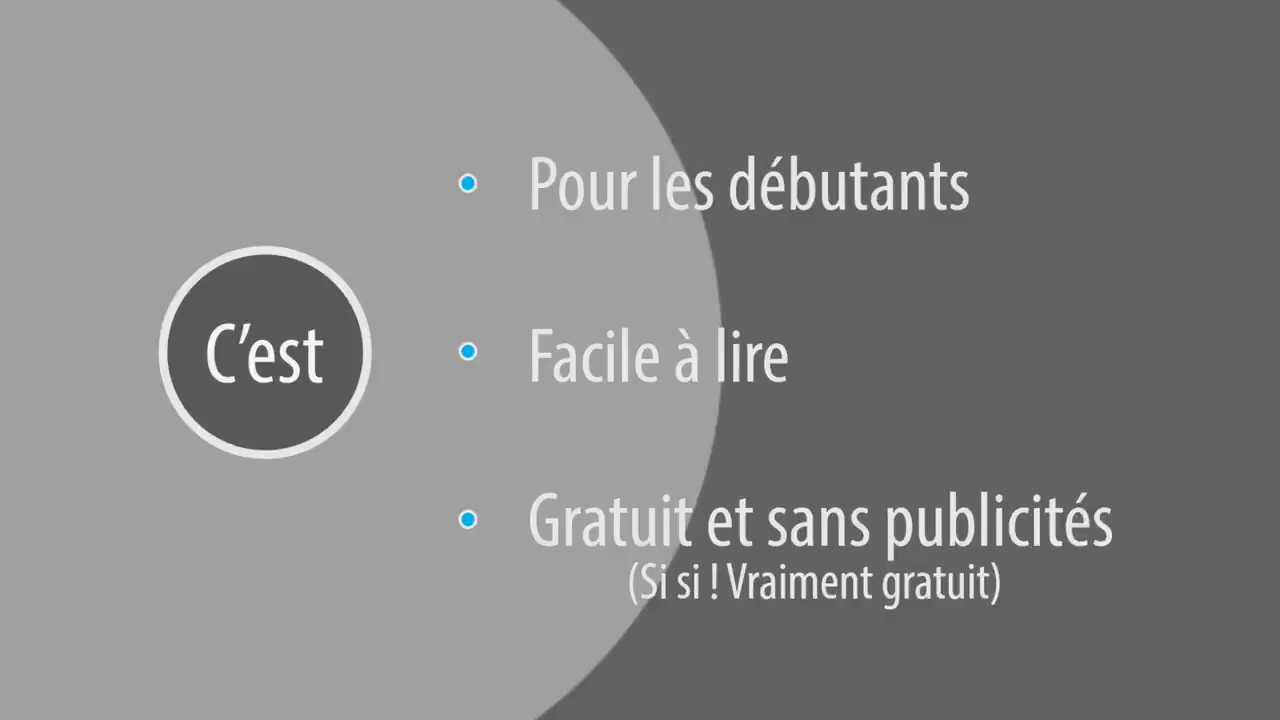 C’est
Pour les débutants
Facile à lire
Gratuit et sans publicités
(Si si ! Vraiment gratuit)